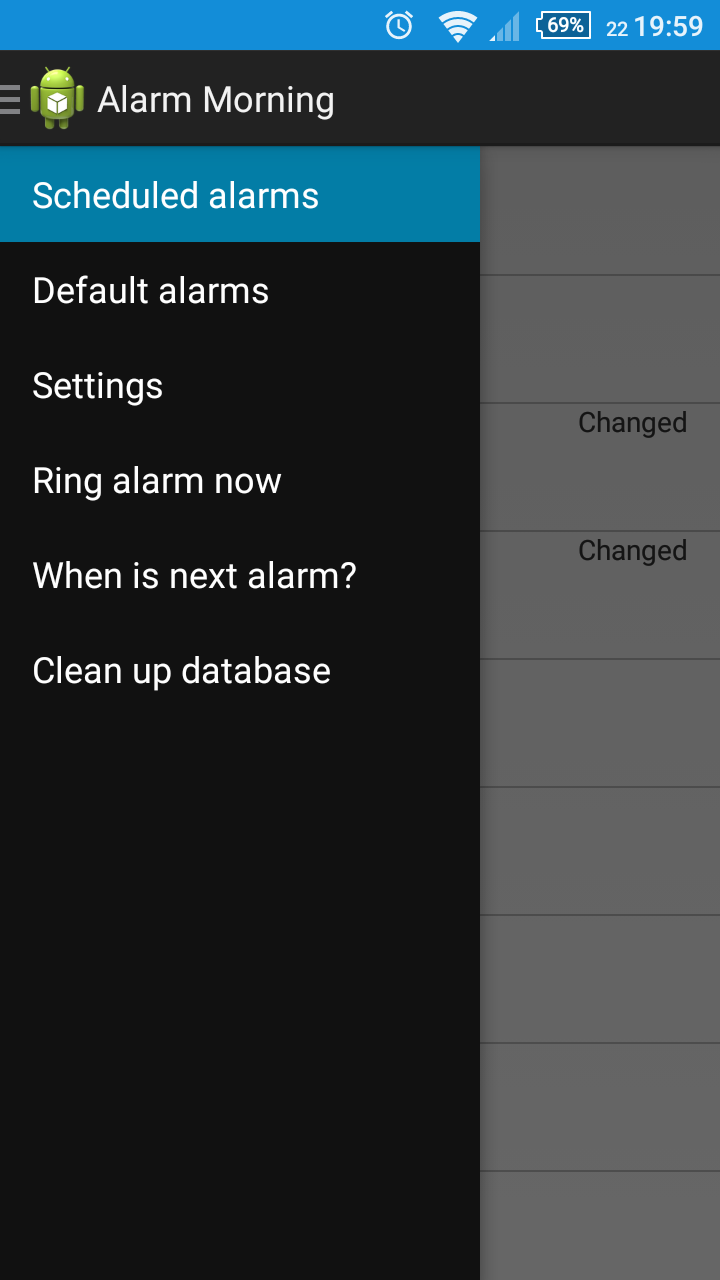 69% 22 19:59
Alarm Morning
Scheduled alarms
Default alarms
Settings
Changed
Ring alarm now
Changed
When is next alarm?
Clean up database